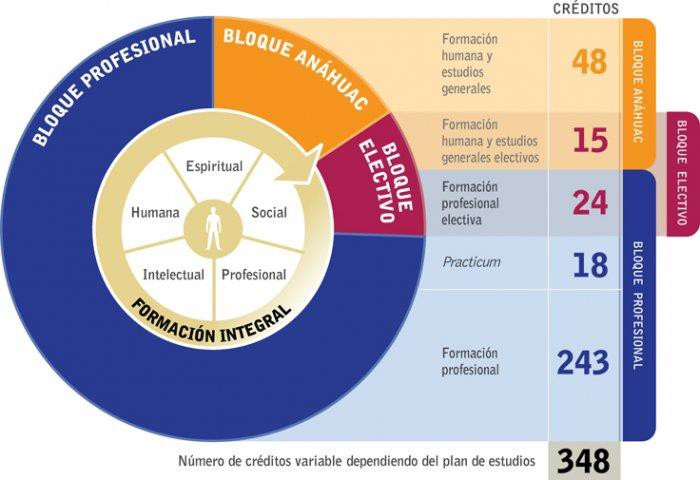 CRÉDITOS
BLOQUE PROFESIONAL
BLOQUE ANÁHUAC
BLOQUE
ELECTIVO
Espiritual
Humana
Social
Intelectual
Profesional
FORMACIÓN INTEGRAL
Formación
humana y
estudios
generales
48
Formación
humana y estudios
generales electivos
15
Formación
profesional
electiva
24
Practicum
18
Formación
profesional
243
BLOQUE ANÁHUAC
BLOQUE ELECTIVO
BLOQUE PROFESIONAL
Número de créditos variable dependiendo del plan de estudios
348